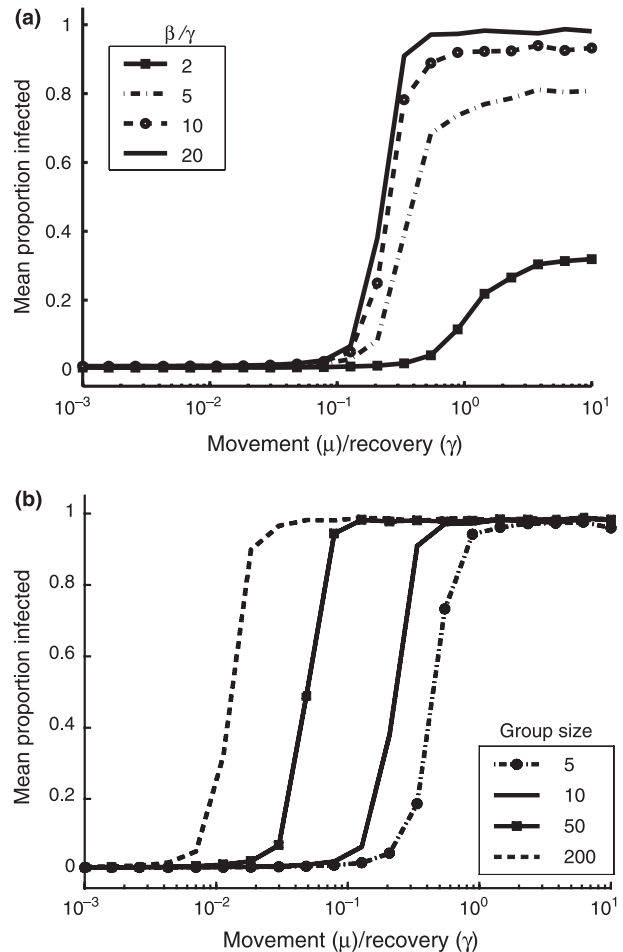 (a)
β/γ
2
5
10
20
Mean proportion infected
1
0.8
0.6
0.4
0.2
0
10⁻³ 10⁻² 10⁻¹ 10⁰ 10¹
Movement (μ)/recovery (γ)
(b)
Mean proportion infected
1
0.8
0.6
0.4
0.2
0
Group size
5
10
50
200
10⁻³ 10⁻² 10⁻¹ 10⁰ 10¹
Movement (μ)/recovery (γ)